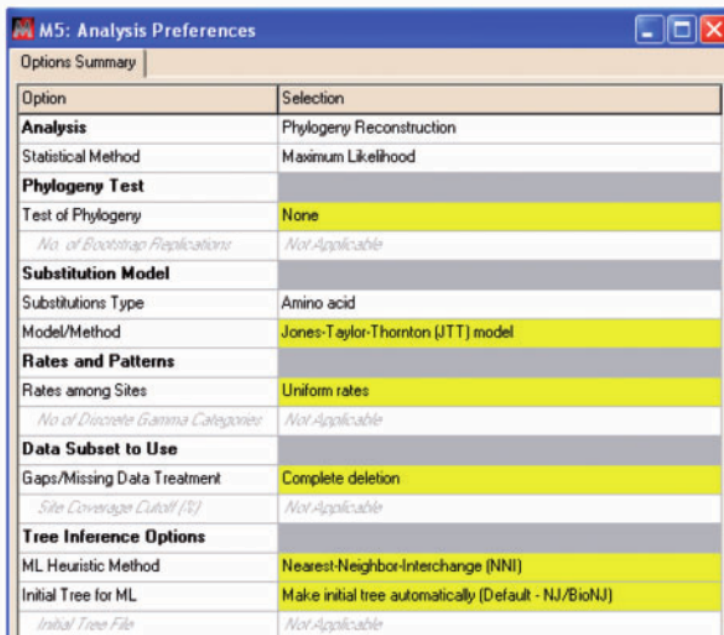 M5: Analysis Preferences
Options Summary
Option Selection
Analysis Phylogeny Reconstruction
Statistical Method Maximum Likelihood
Phylogeny Test
Test of Phylogeny None
No. of Bootstrap Replications Not Applicable
Substitution Model
Substitutions Type Amino acid
Model/Method Jones-Taylor-Thornton (JTT) model
Rates and Patterns
Rates among Sites Uniform rates
No of Discrete Gamma Categories Not Applicable
Data Subset to Use
Gaps/Missing Data Treatment Complete deletion
Site Coverage Cutoff (%) Not Applicable
Tree Inference Options
ML Heuristic Method Nearest-Neighbor-Interchange (NNI)
Initial Tree for ML Make initial tree automatically (Default - NJ/BioNJ)
Initial Tree File Not Applicable